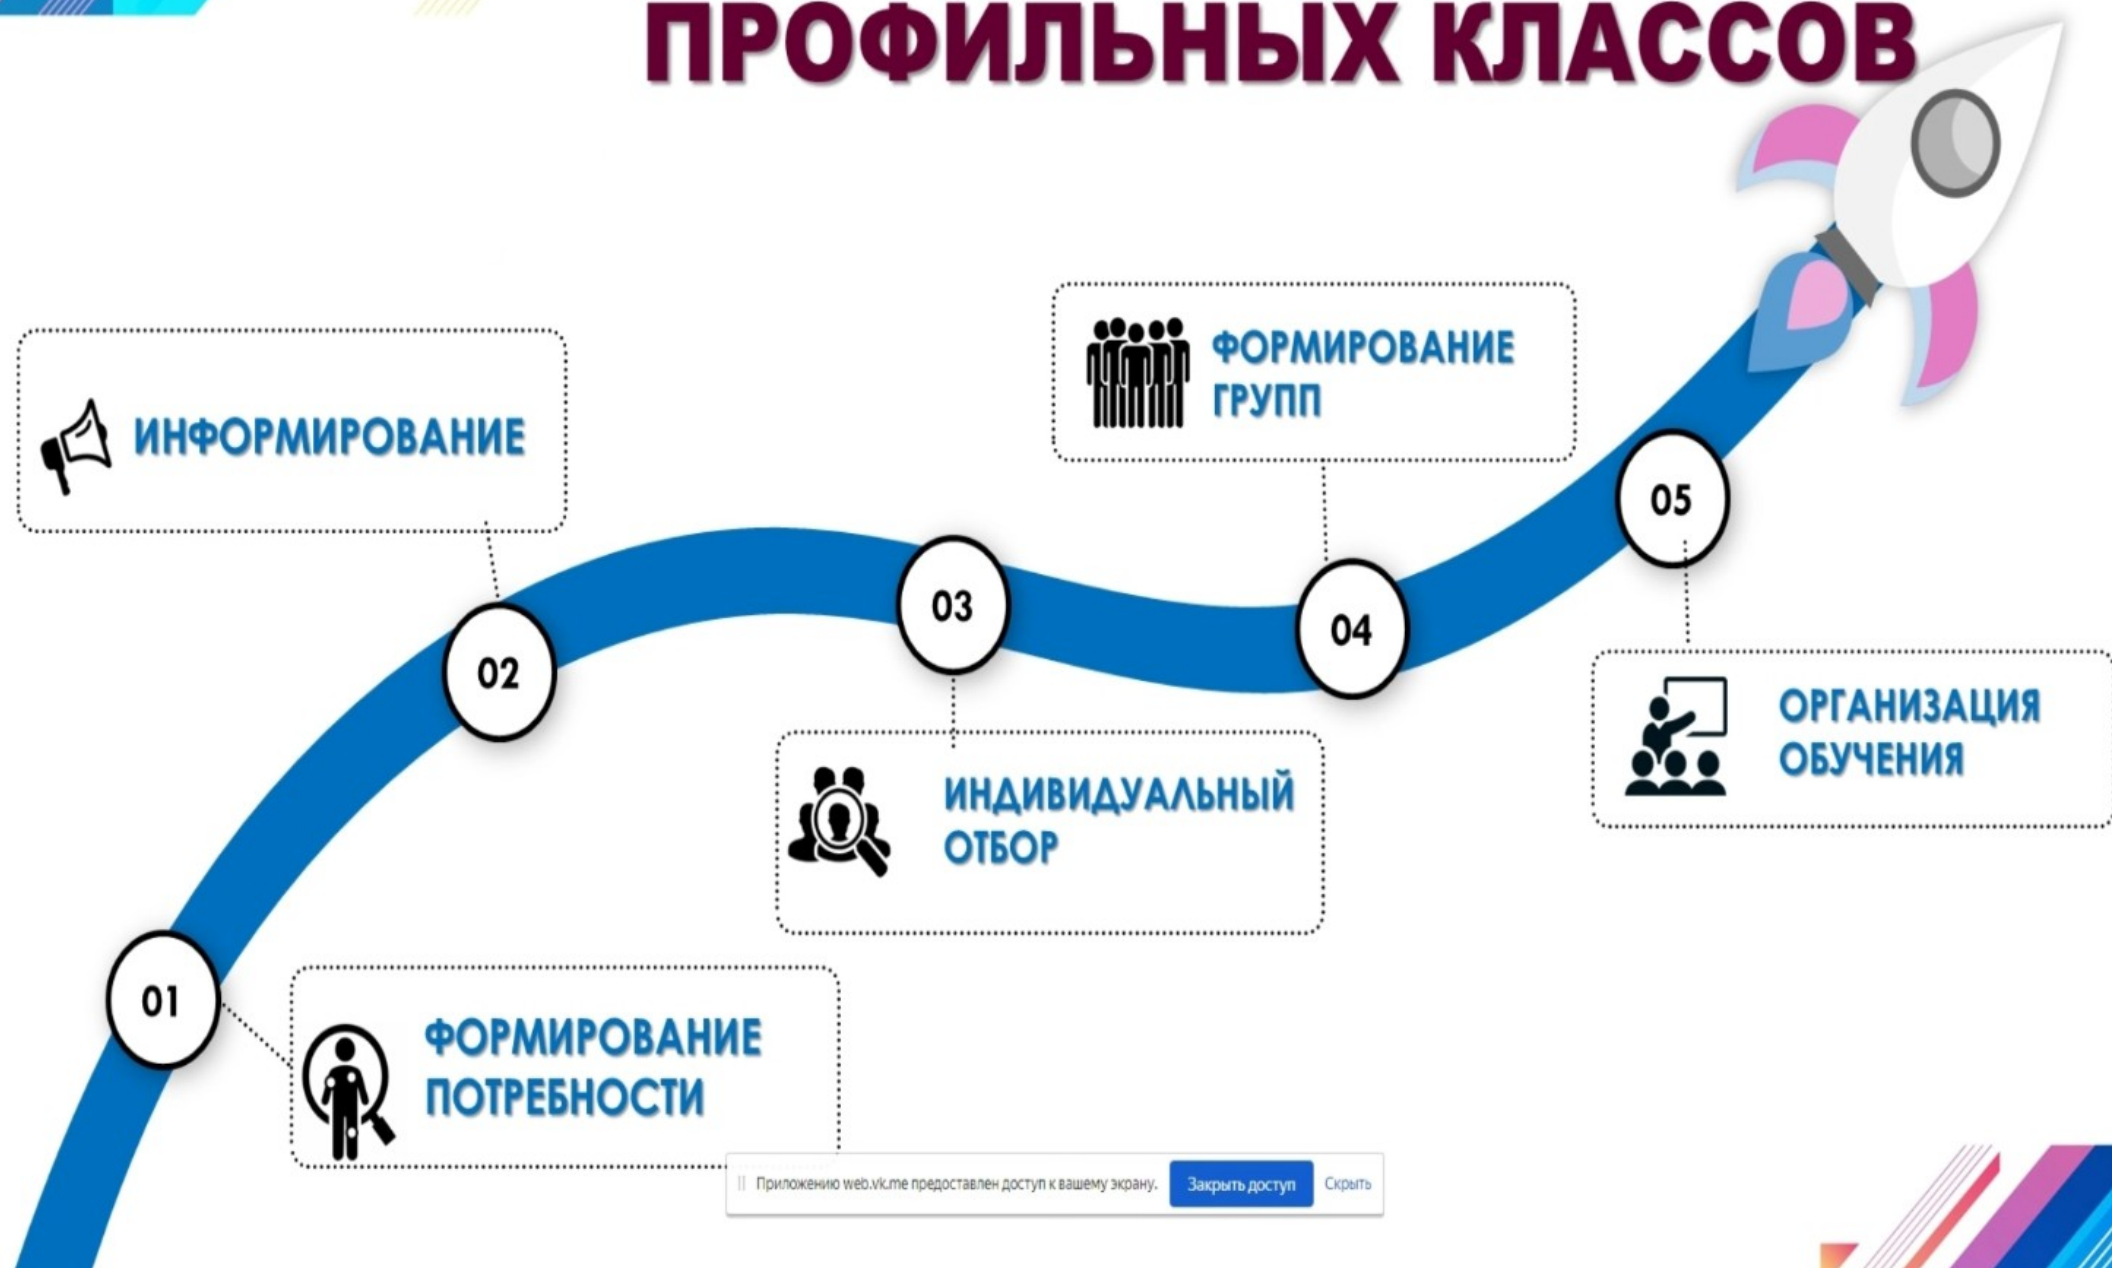 ПРОФИЛЬНЫХ КЛАССОВ
ИНФОРМИРОВАНИЕ
ФОРМИРОВАНИЕ
ГРУПП
05
03
04
02
ОРГАНИЗАЦИЯ
ОБУЧЕНИЯ
ИНДИВИДУАЛЬНЫЙ
ОТБОР
01
ФОРМИРОВАНИЕ
ПОТРЕБНОСТИ
Приложению web.vk.me предоставлен доступ к вашему экрану. Закрыть доступ Скрыть